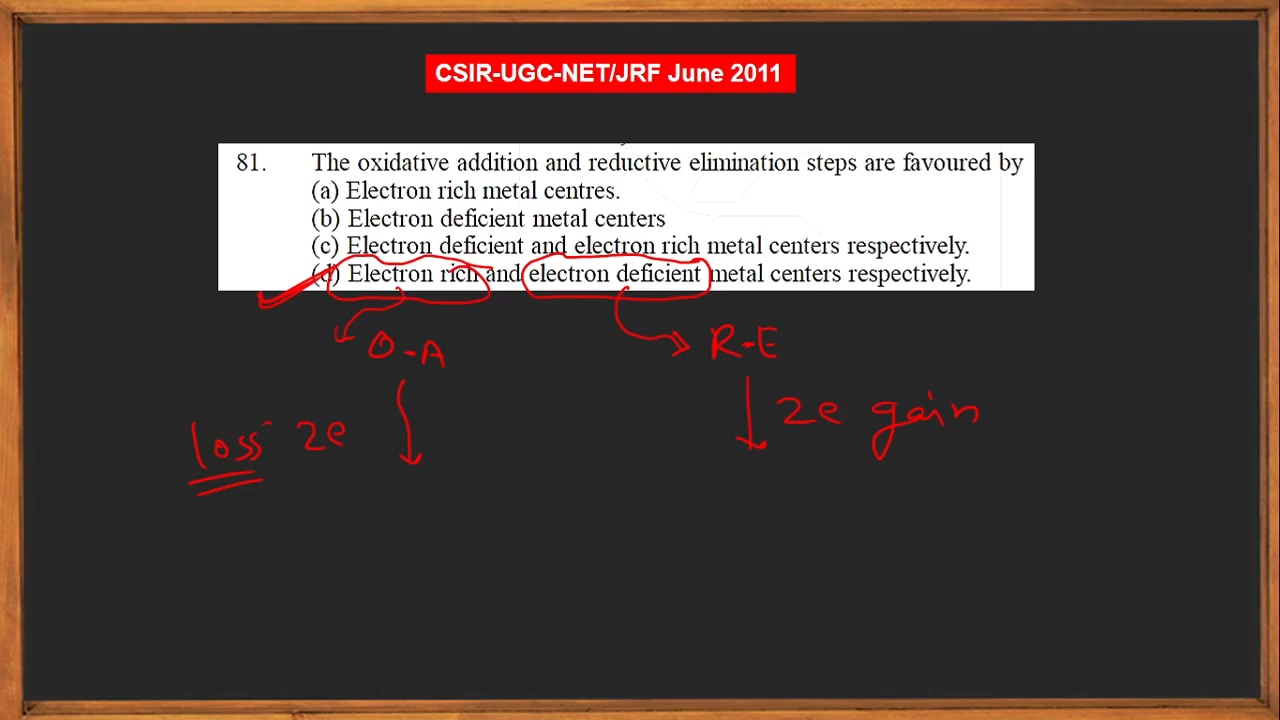 CSIR-UGC-NET/JRF June 2011
81. The oxidative addition and reductive elimination steps are favoured by
(a) Electron rich metal centres.
(b) Electron deficient metal centers
(c) Electron deficient and electron rich metal centers respectively.
(d) Electron rich and electron deficient metal centers respectively.
O-A R-E
loss 2e 2e gain